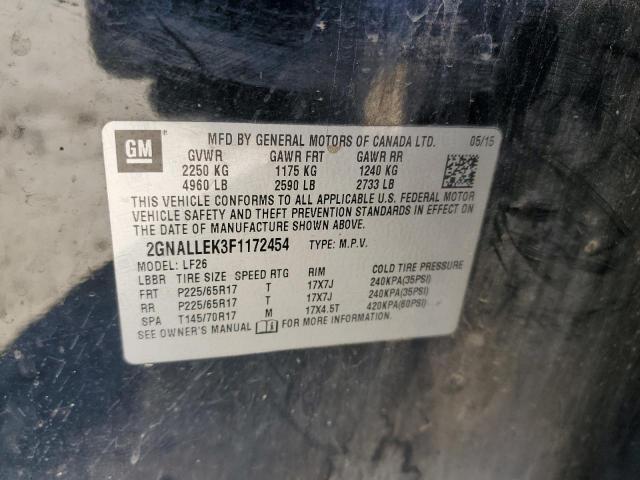 GM ® MFD BY GENERAL MOTORS OF CANADA LTD. 05/15
GVWR GAWR FRT GAWR RR
2250 KG 1175 KG 1240 KG
4960 LB 2590 LB 2733 LB
THIS VEHICLE CONFORMS TO ALL APPLICABLE U.S. FEDERAL MOTOR
VEHICLE SAFETY AND THEFT PREVENTION STANDARDS IN EFFECT ON
THE DATE OF MANUFACTURE SHOWN ABOVE.
2GNALLEK3F1172454 TYPE: M.P.V.
MODEL: LF26
LBBR TIRE SIZE SPEED RTG RIM COLD TIRE PRESSURE
FRT P225/65R17 T 17X7J 240KPA(35PSI)
RR P225/65R17 T 17X7J 240KPA(35PSI)
SPA T145/70R17 M 17X4.5T 420KPA(60PSI)
SEE OWNER'S MANUAL FOR MORE INFORMATION.